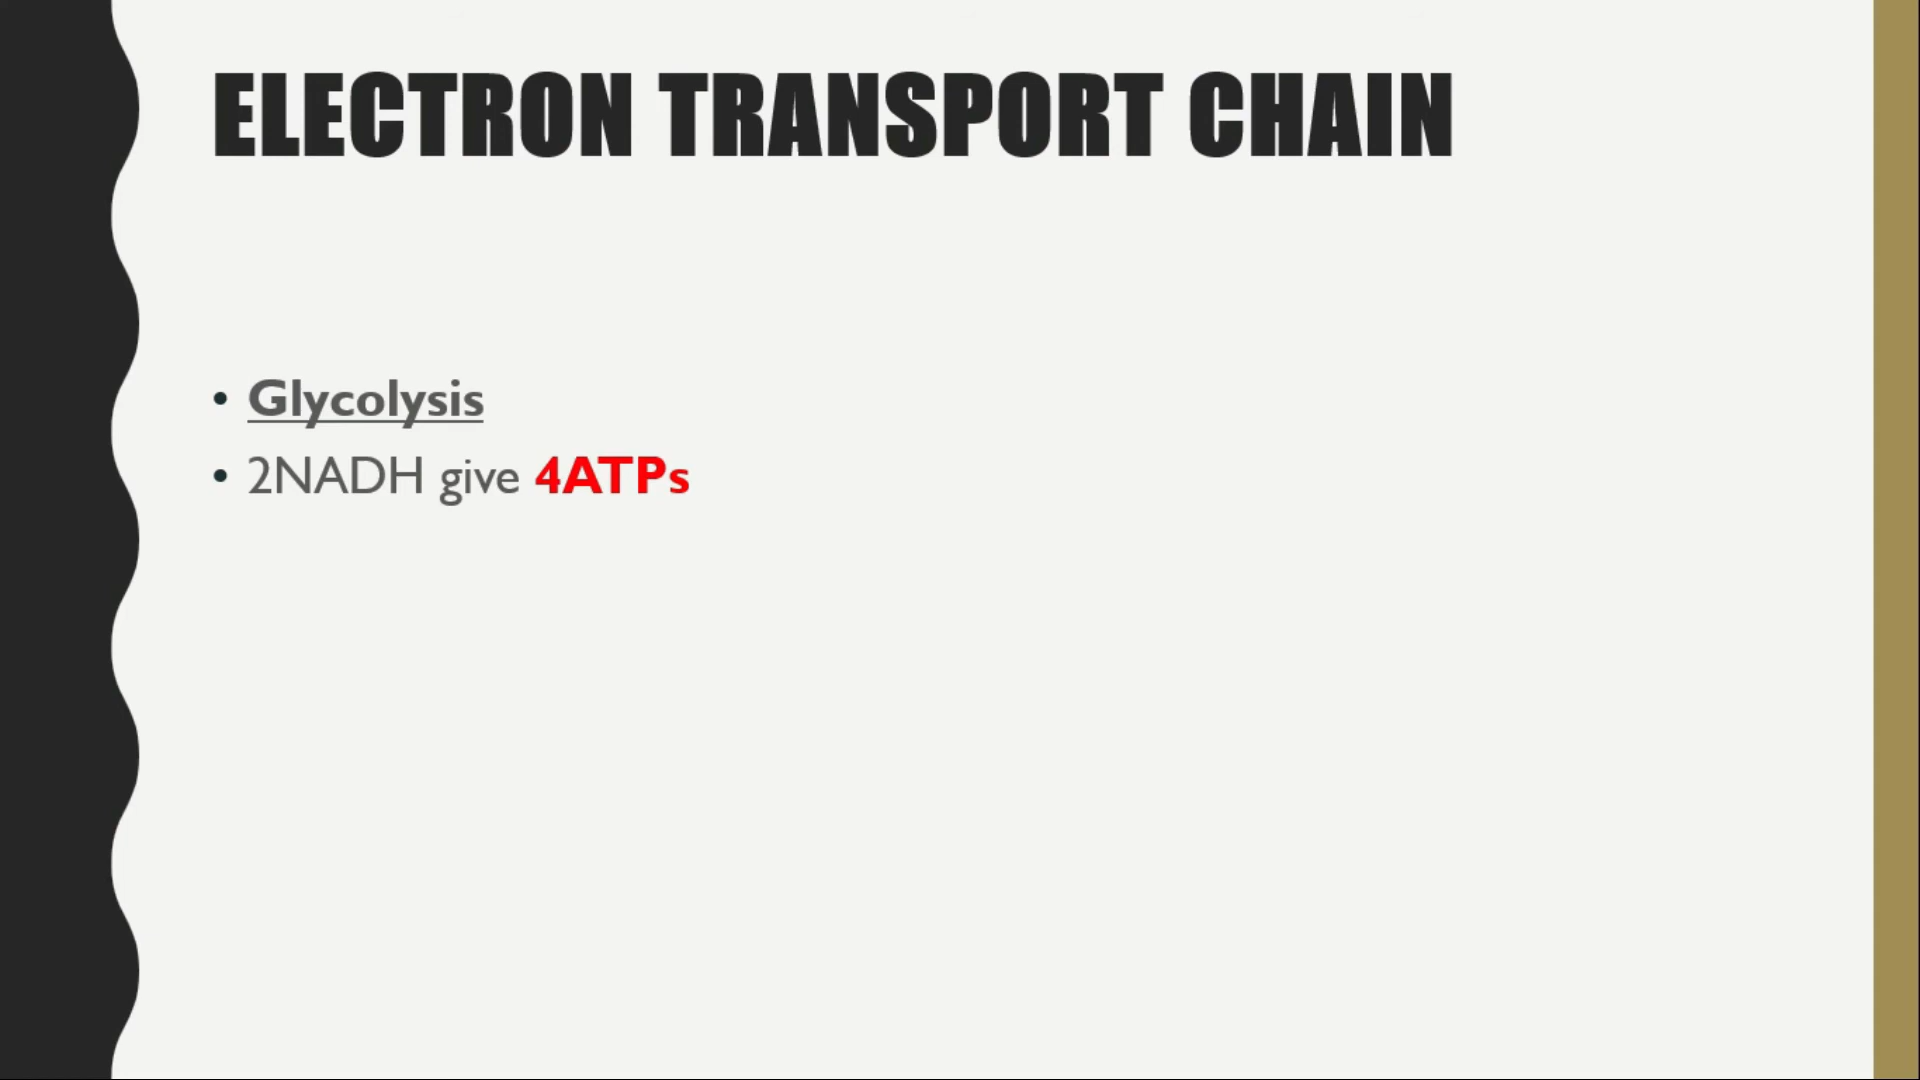 ELECTRON TRANSPORT CHAIN
• Glycolysis
• 2NADH give 4ATPs